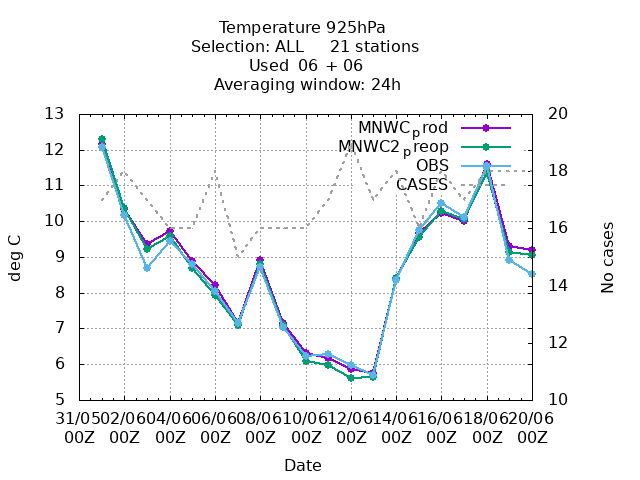 Temperature 925hPa
Selection: ALL 21 stations
Used 06 + 06
Averaging window: 24h
13
12
11
10
9
8
7
6
5
deg C
20
18
16
14
12
10
No cases
MNWCprod
MNWC2preop
OBS
CASES
31/05 02/06 04/06 06/06 08/06 10/06 12/06 14/06 16/06 18/06 20/06
00Z 00Z 00Z 00Z 00Z 00Z 00Z 00Z 00Z 00Z 00Z
Date